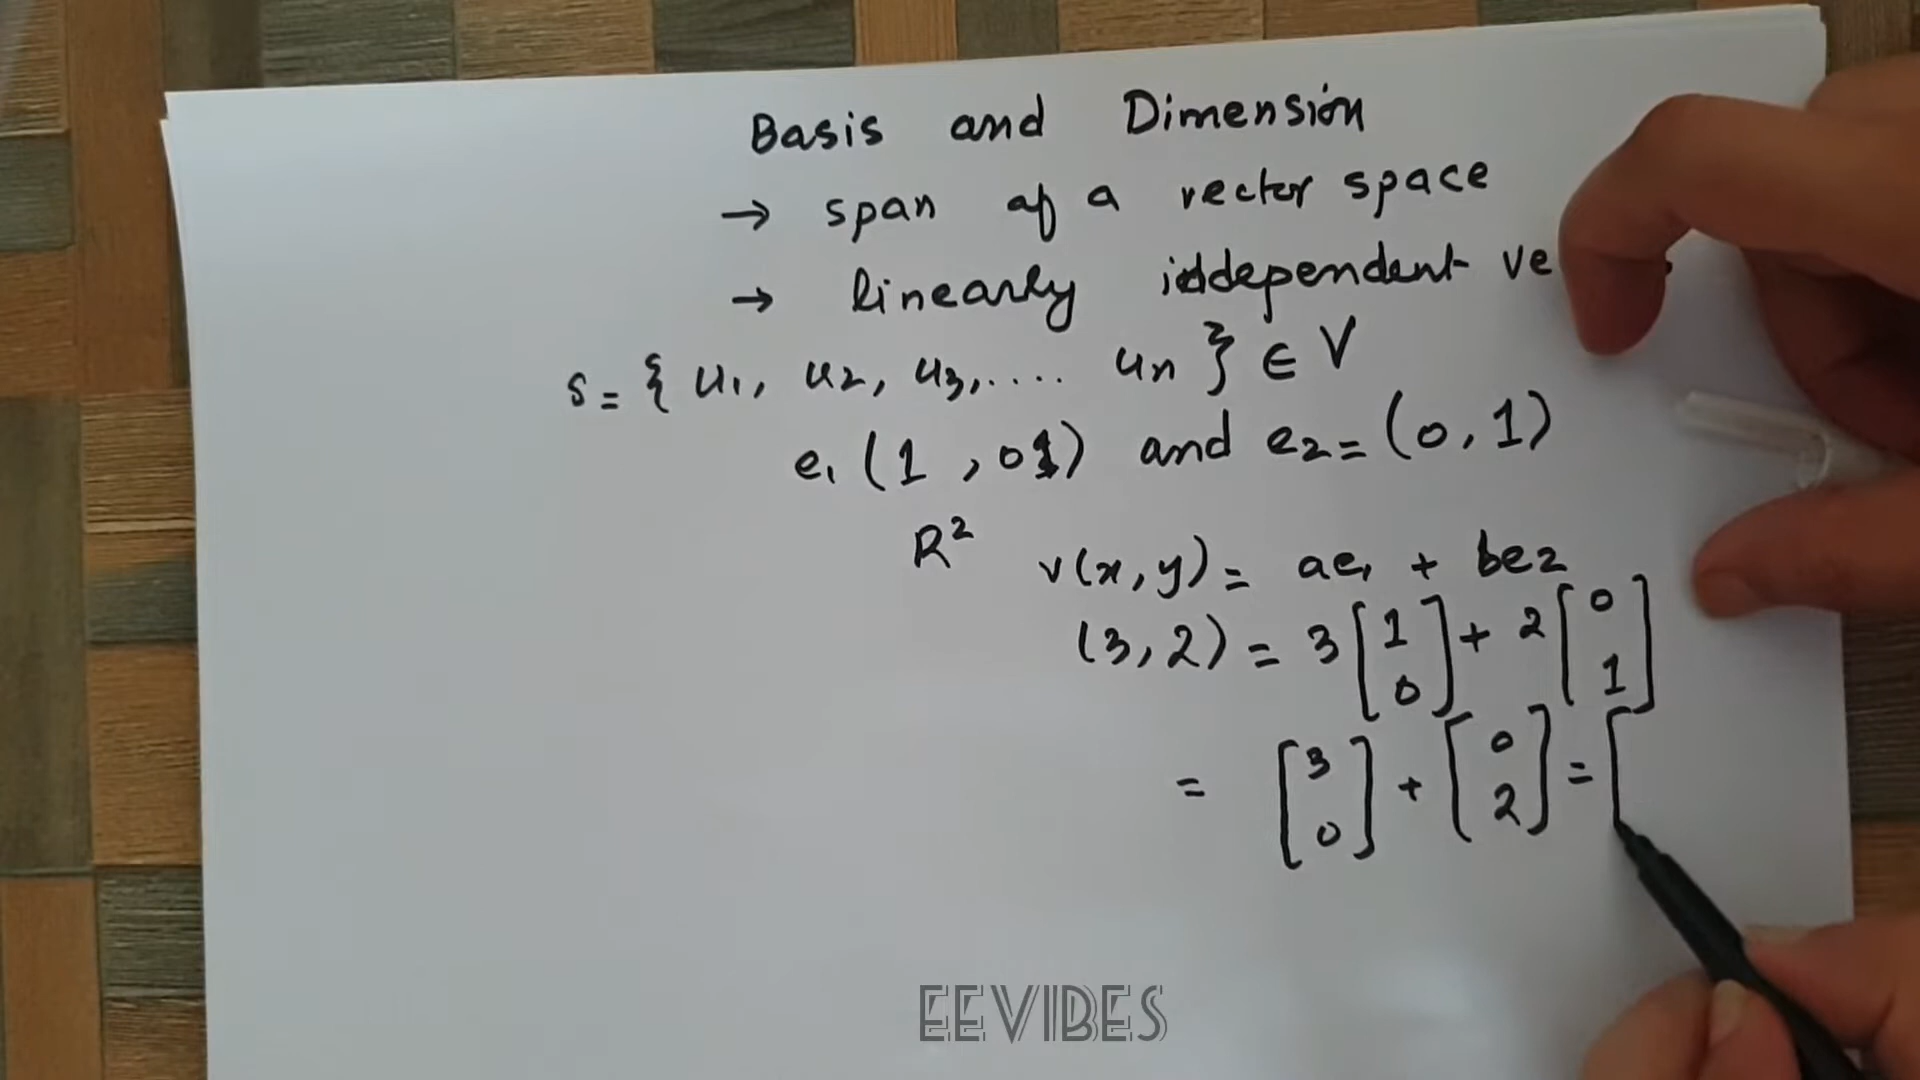 Basis and Dimension
→ span of a vector space
→ linearly iddependent ve
S = { u1, u2, u3, .... un } ∈ V
e1 (1 , 0) and e2 = (0, 1)
R²
v(x, y) = ae1 + be2
(3, 2) = 3 [1 0] + 2 [0 1]
= [3 0] + [0 2] = [
EEVIBES